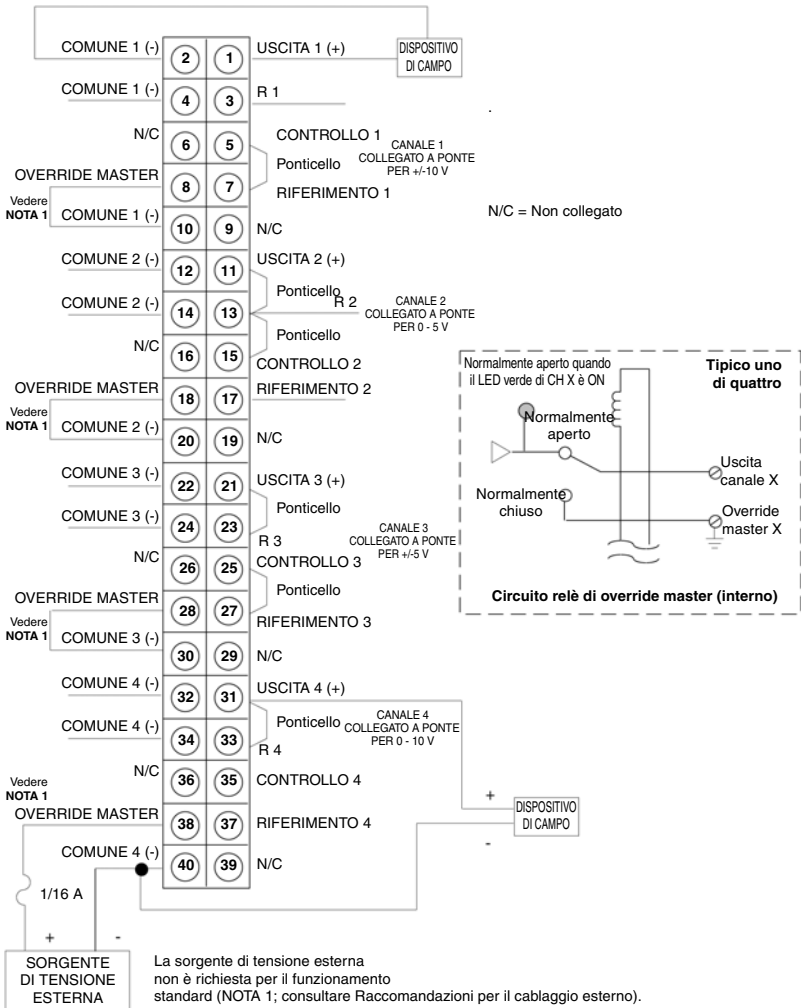 COMUNE 1 (-)
2
1
USCITA 1 (+)
DISPOSITIVO
DI CAMPO
COMUNE 1 (-)
4
3
R 1
.
N/C
6
5
CONTROLLO 1
Ponticello
CANALE 1
COLLEGATO A PONTE
PER +/-10 V
OVERRIDE MASTER
8
7
RIFERIMENTO 1
Vedere
NOTA 1
COMUNE 1 (-)
10
9
N/C
N/C = Non collegato
COMUNE 2 (-)
12
11
USCITA 2 (+)
Ponticello
COMUNE 2 (-)
14
13
R 2
CANALE 2
COLLEGATO A PONTE
PER 0 - 5 V
Ponticello
N/C
16
15
CONTROLLO 2
OVERRIDE MASTER
18
17
RIFERIMENTO 2
Vedere
NOTA 1
COMUNE 2 (-)
20
19
N/C
COMUNE 3 (-)
22
21
USCITA 3 (+)
Ponticello
COMUNE 3 (-)
24
23
R 3
CANALE 3
COLLEGATO A PONTE
PER +/-5 V
N/C
26
25
CONTROLLO 3
Ponticello
OVERRIDE MASTER
28
27
RIFERIMENTO 3
Vedere
NOTA 1
COMUNE 3 (-)
30
29
N/C
COMUNE 4 (-)
32
31
USCITA 4 (+)
Ponticello
CANALE 4
COLLEGATO A PONTE
PER 0 - 10 V
COMUNE 4 (-)
34
33
R 4
N/C
36
35
CONTROLLO 4
Vedere
NOTA 1
OVERRIDE MASTER
38
37
RIFERIMENTO 4
COMUNE 4 (-)
40
39
N/C
+
-
DISPOSITIVO
DI CAMPO
1/16 A
+
-
SORGENTE
DI TENSIONE
ESTERNA
La sorgente di tensione esterna
non è richiesta per il funzionamento
standard (NOTA 1; consultare Raccomandazioni per il cablaggio esterno).
Normalmente aperto quando
il LED verde di CH X è ON
Tipico uno
di quattro
Normalmente
aperto
Normalmente
chiuso
Uscita
canale X
Override
master X
Circuito relè di override master (interno)